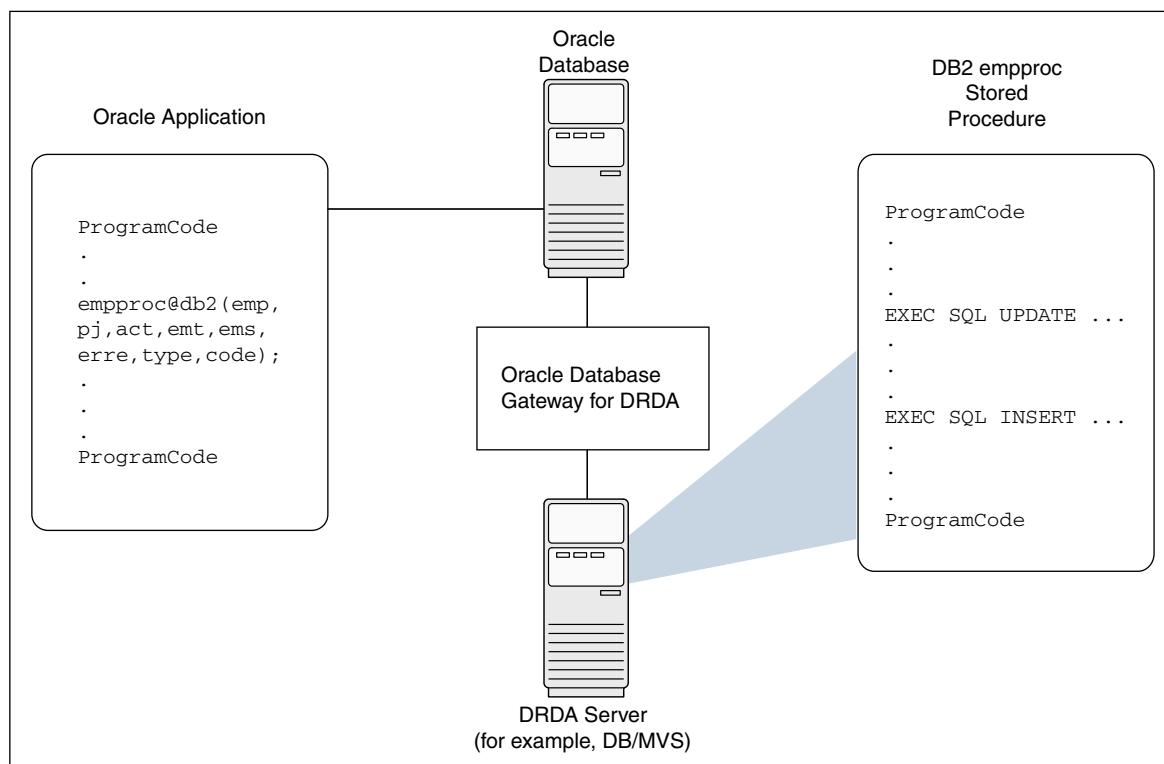 Oracle
Database
DB2 empproc
Stored
Procedure
Oracle Application
ProgramCode
.
.
empproc@db2(emp,
pj,act,emt,ems,
erre,type,code);
.
.
.
ProgramCode
Oracle Database
Gateway for DRDA
ProgramCode
.
.
.
EXEC SQL UPDATE ...
.
.
.
EXEC SQL INSERT ...
.
.
.
ProgramCode
DRDA Server
(for example, DB/MVS)